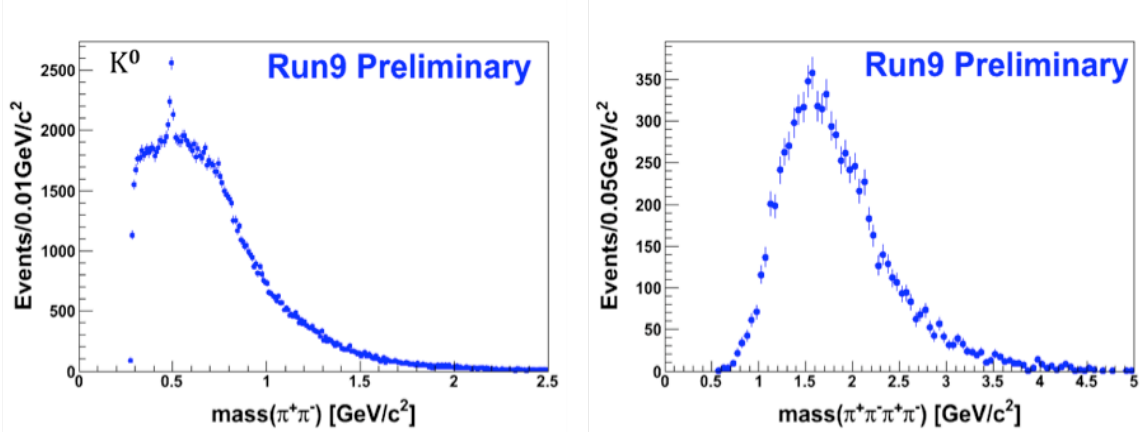 K⁰ Run9 Preliminary
Events/0.01GeV/c²
2500
2000
1500
1000
500
0
0 0.5 1 1.5 2 2.5
mass(π⁺π⁻) [GeV/c²]
Run9 Preliminary
Events/0.05GeV/c²
350
300
250
200
150
100
50
0
0 0.5 1 1.5 2 2.5 3 3.5 4 4.5 5
mass(π⁺π⁻π⁺π⁻) [GeV/c²]